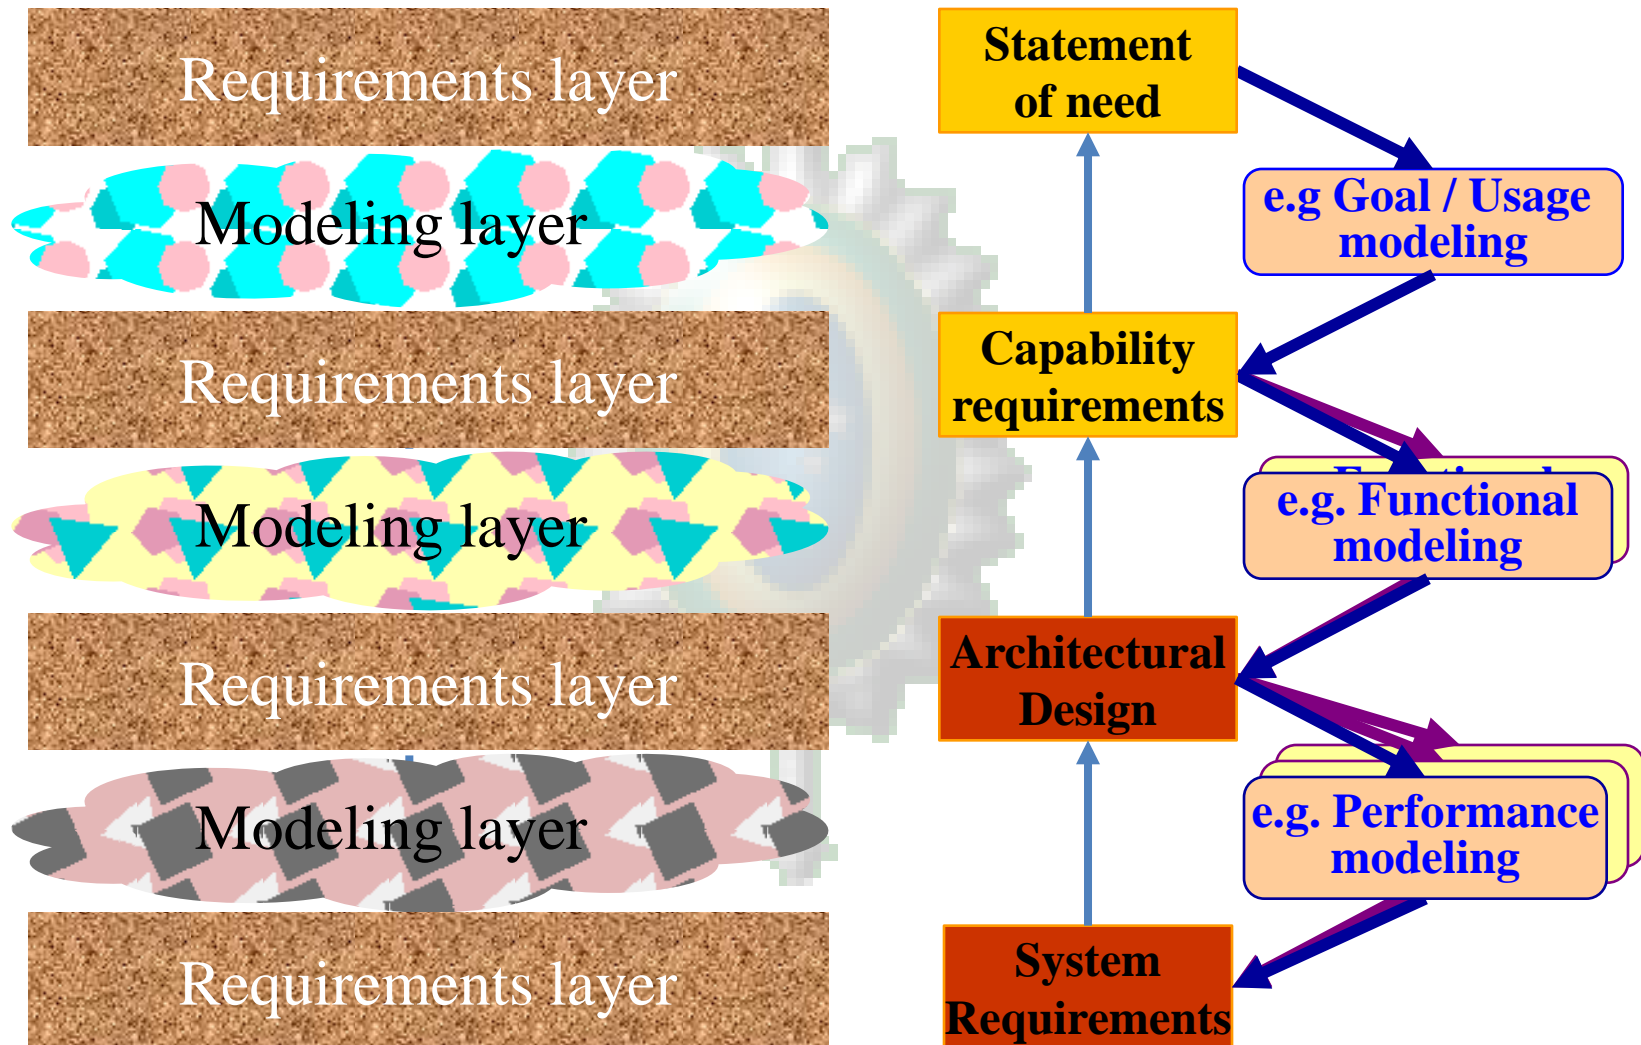 Requirements layer
Modeling layer
Requirements layer
Modeling layer
Requirements layer
Modeling layer
Requirements layer
Statement
of need
e.g Goal / Usage
modeling
Capability
requirements
e.g. Functional
modeling
Architectural
Design
e.g. Performance
modeling
System
Requirements